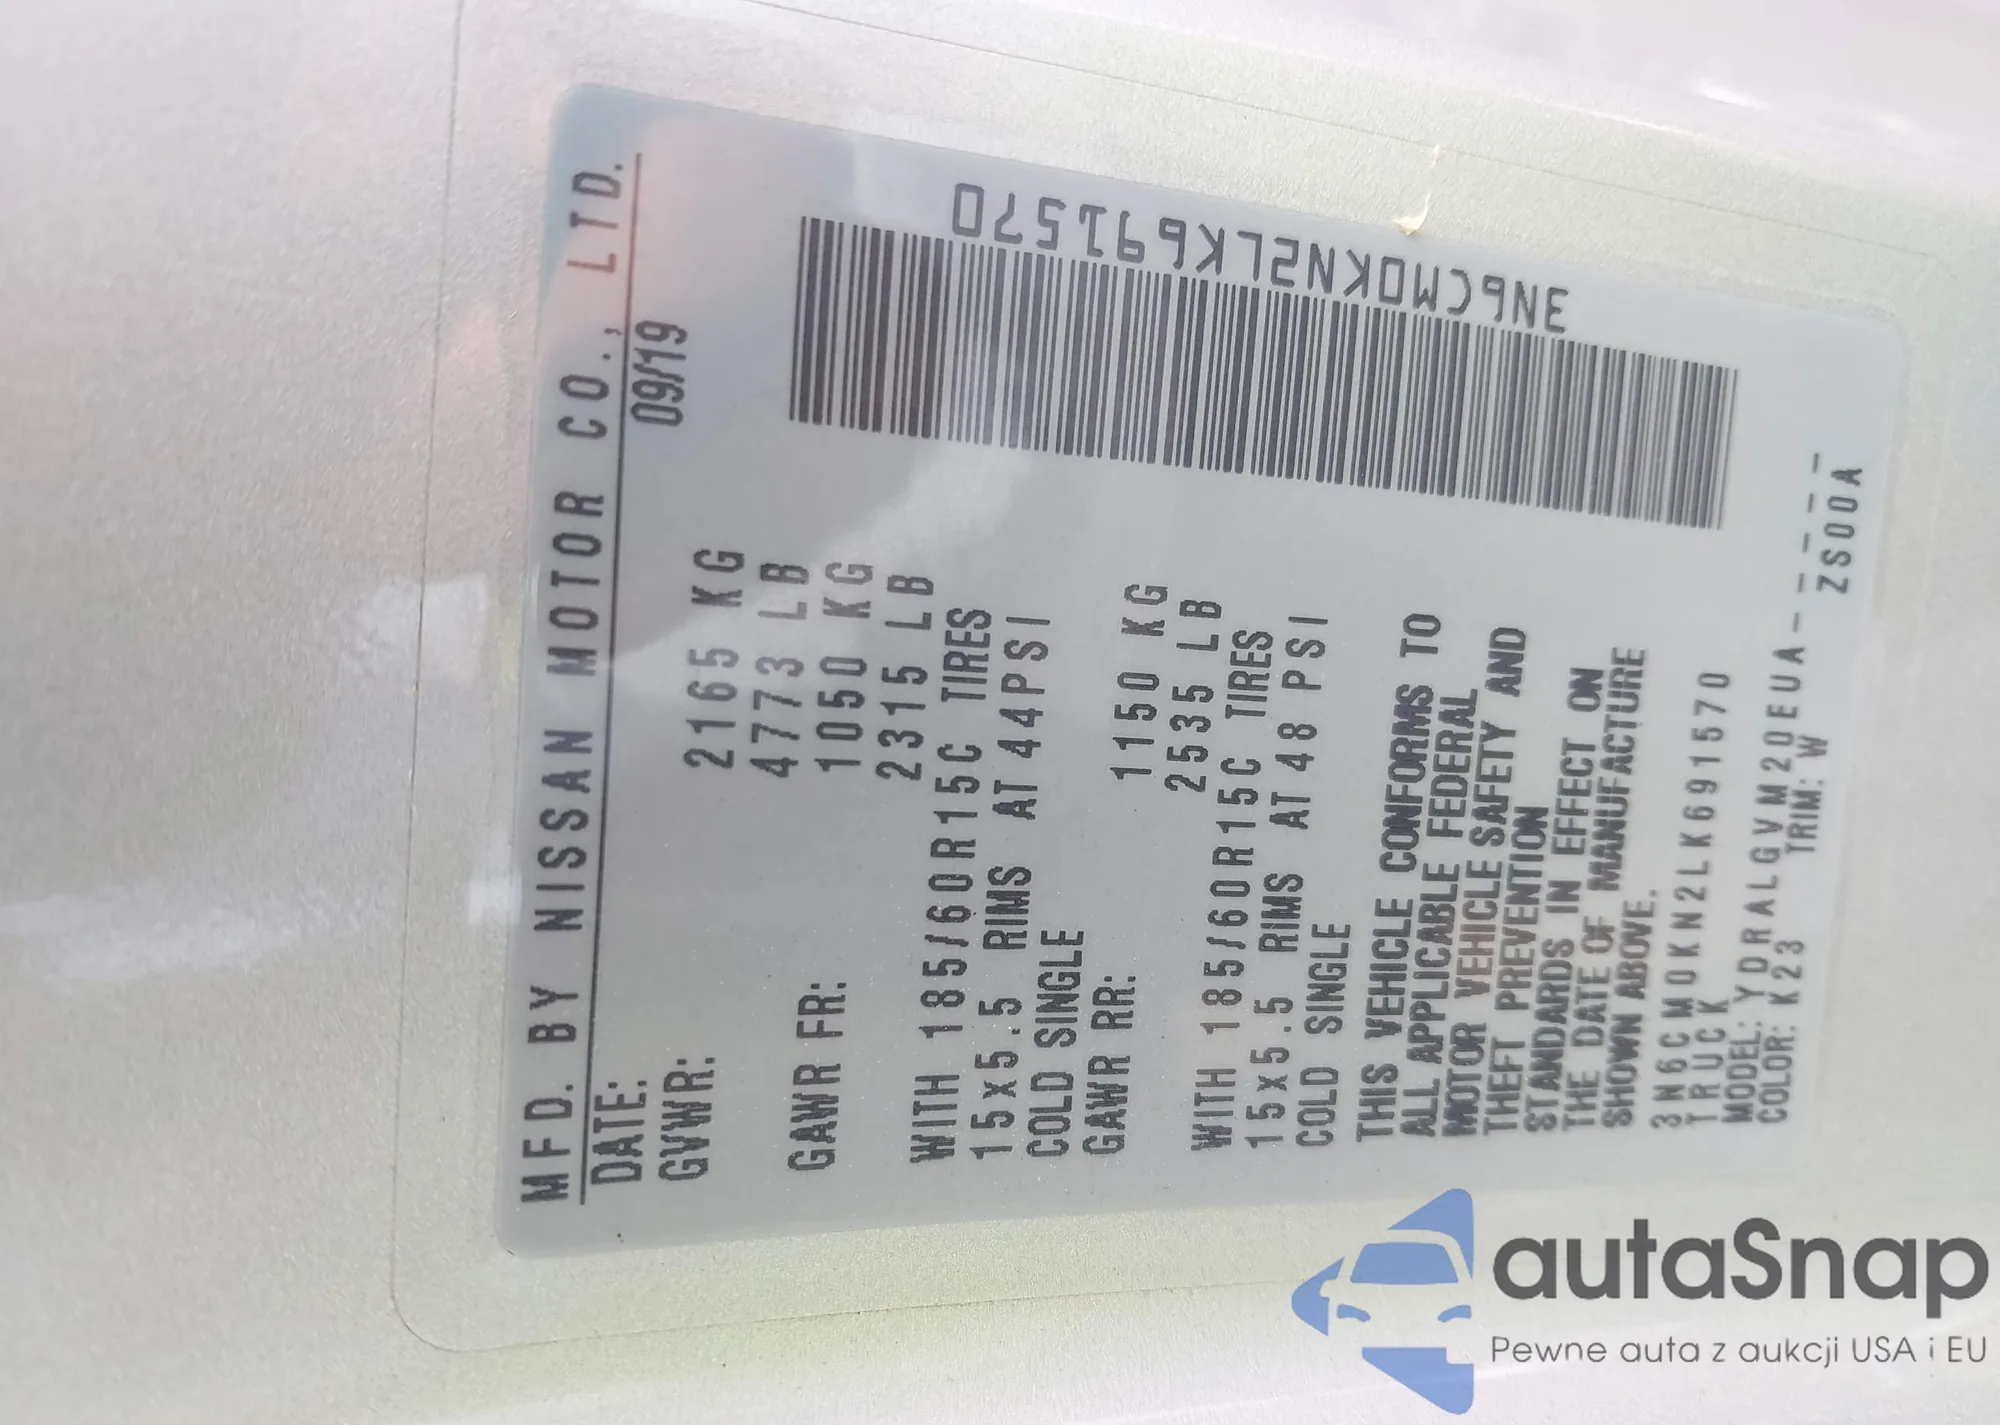 MFD. BY NISSAN MOTOR CO., LTD.
DATE: 09/19
GVWR: 2165 KG
4773 LB
GAWR FR: 1050 KG
2315 LB
WITH 185/60R15C TIRES
15x5.5 RIMS AT 44PSI
COLD SINGLE
GAWR RR: 1150 KG
2535 LB
WITH 185/60R15C TIRES
15x5.5 RIMS AT 48 PSI
COLD SINGLE
THIS VEHICLE CONFORMS TO
ALL APPLICABLE FEDERAL
MOTOR VEHICLE SAFETY AND
THEFT PREVENTION
STANDARDS IN EFFECT ON
THE DATE OF MANUFACTURE
SHOWN ABOVE.
3N6CM0KN2LK691570
TRUCK
MODEL: YDRALGVM20EUA-----
COLOR: K23 TRIM: W ZS00A
3N6CM0KN2LK691570
autaSnap
Pewne auta z aukcji USA i EU